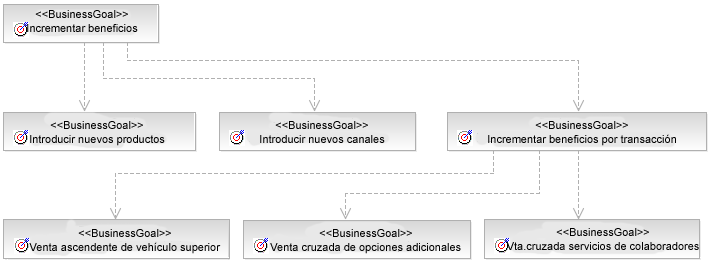 <<BusinessGoal>>
Incrementar beneficios
<<BusinessGoal>>
Introducir nuevos productos
<<BusinessGoal>>
Introducir nuevos canales
<<BusinessGoal>>
Incrementar beneficios por transacción
<<BusinessGoal>>
Venta ascendente de vehículo superior
<<BusinessGoal>>
Venta cruzada de opciones adicionales
<<BusinessGoal>>
Vta.cruzada servicios de colaboradores